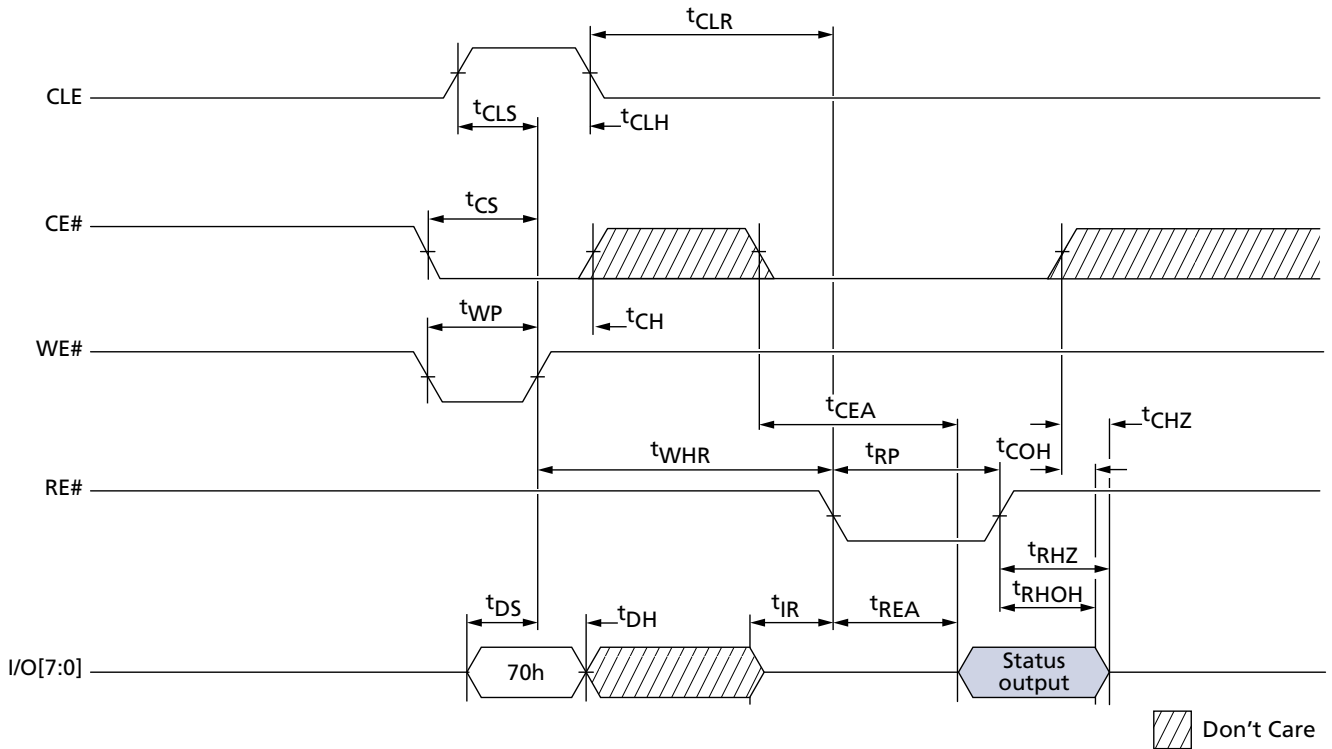 tCLR
CLE
tCLS
tCLH
tCS
CE#
tWP
tCH
WE#
tCEA
tCHZ
tWHR
tRP
tCOH
RE#
tRHZ
tRHOH
tDS
tDH
tIR
tREA
I/O[7:0]
70h
Status
output
Don't Care